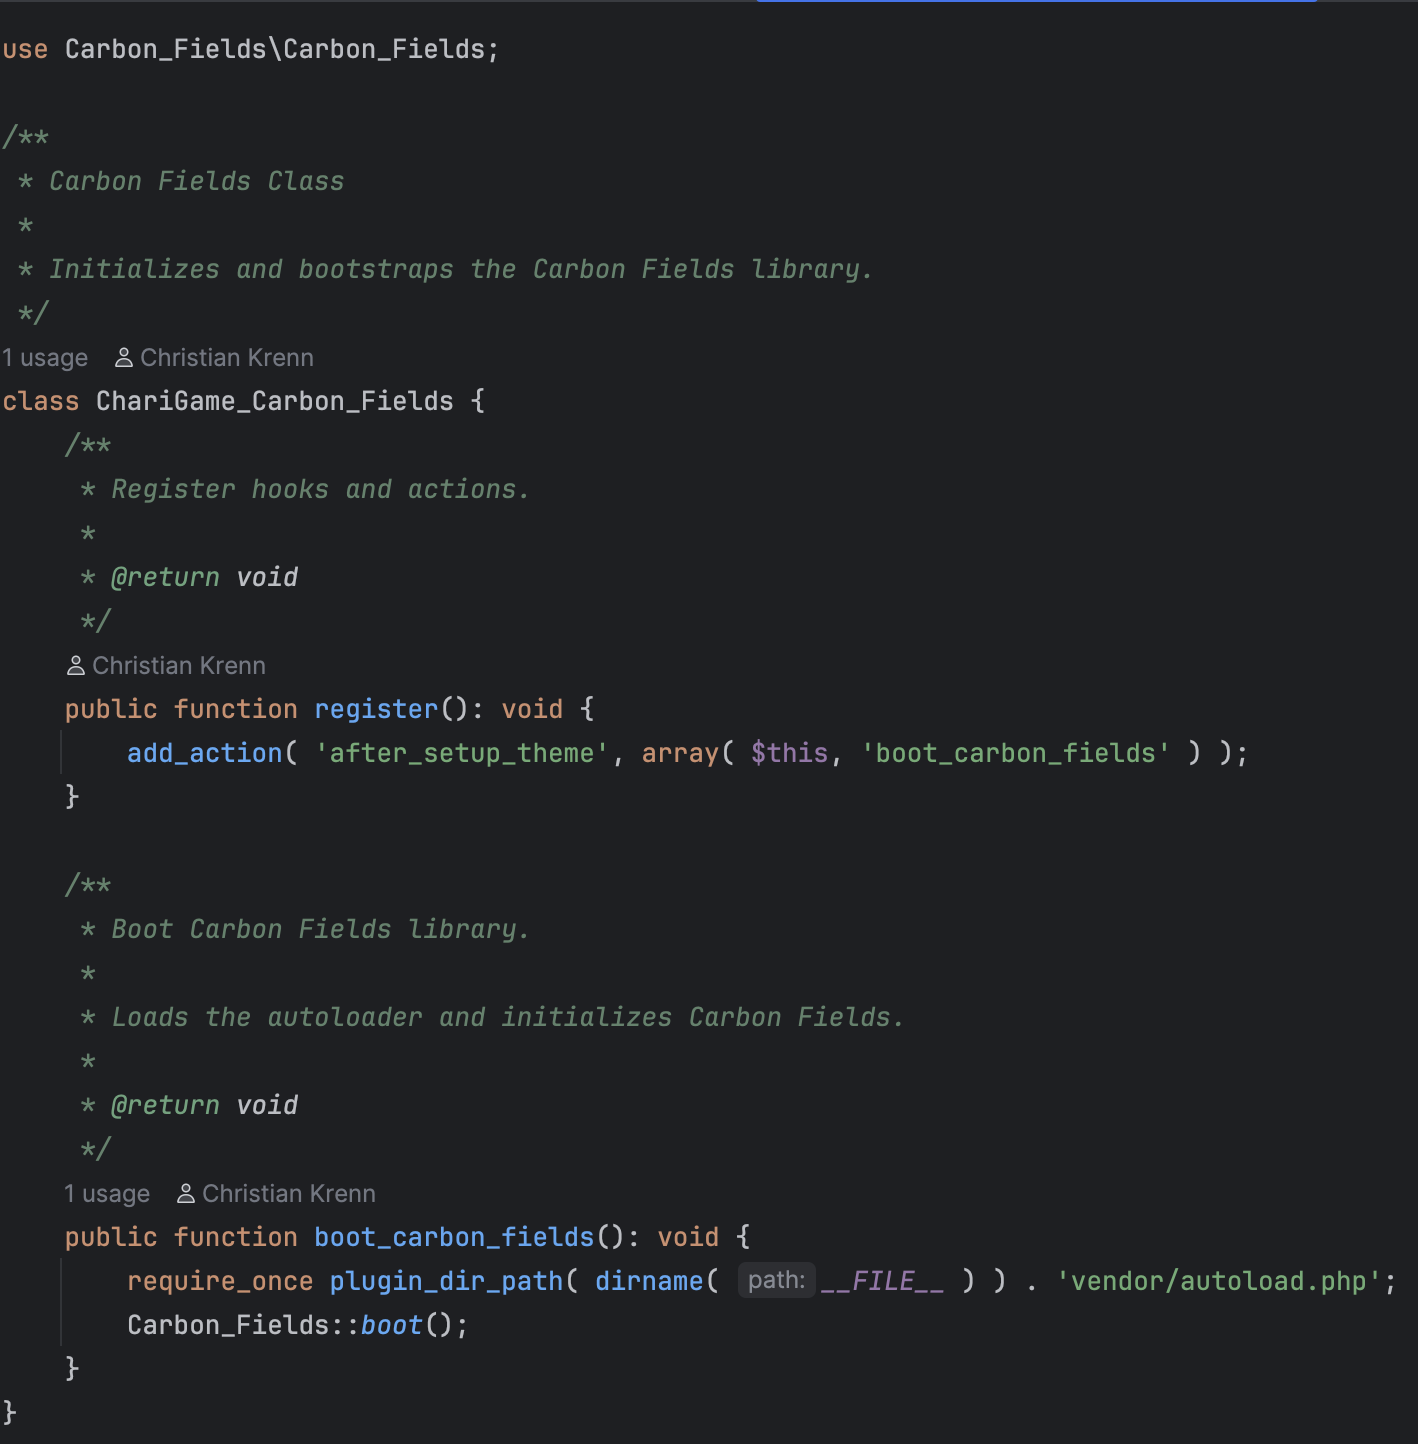 use Carbon_Fields\Carbon_Fields;
/**
 * Carbon Fields Class
 *
 * Initializes and bootstraps the Carbon Fields library.
 */
1 usage Christian Krenn
class ChariGame_Carbon_Fields {
    /**
     * Register hooks and actions.
     *
     * @return void
     */
    Christian Krenn
    public function register(): void {
        add_action( 'after_setup_theme', array( $this, 'boot_carbon_fields' ) );
    }
    /**
     * Boot Carbon Fields library.
     *
     * Loads the autoloader and initializes Carbon Fields.
     *
     * @return void
     */
    1 usage Christian Krenn
    public function boot_carbon_fields(): void {
        require_once plugin_dir_path( dirname( path: __FILE__ ) ) . 'vendor/autoload.php';
        Carbon_Fields::boot();
    }
}